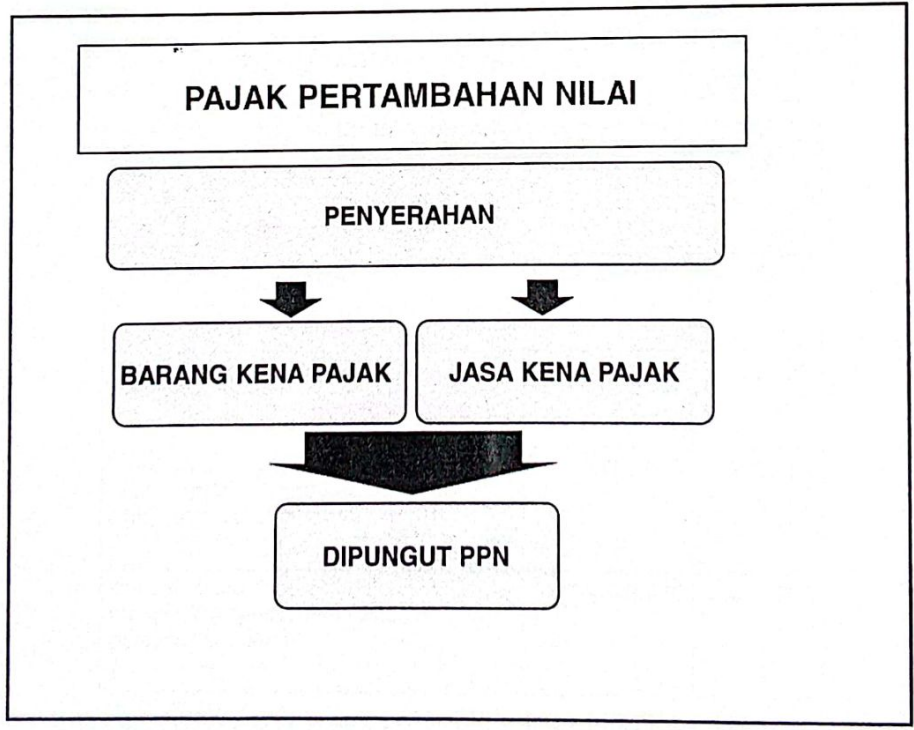 PAJAK PERTAMBAHAN NILAI
PENYERAHAN
BARANG KENA PAJAK
JASA KENA PAJAK
DIPUNGUT PPN